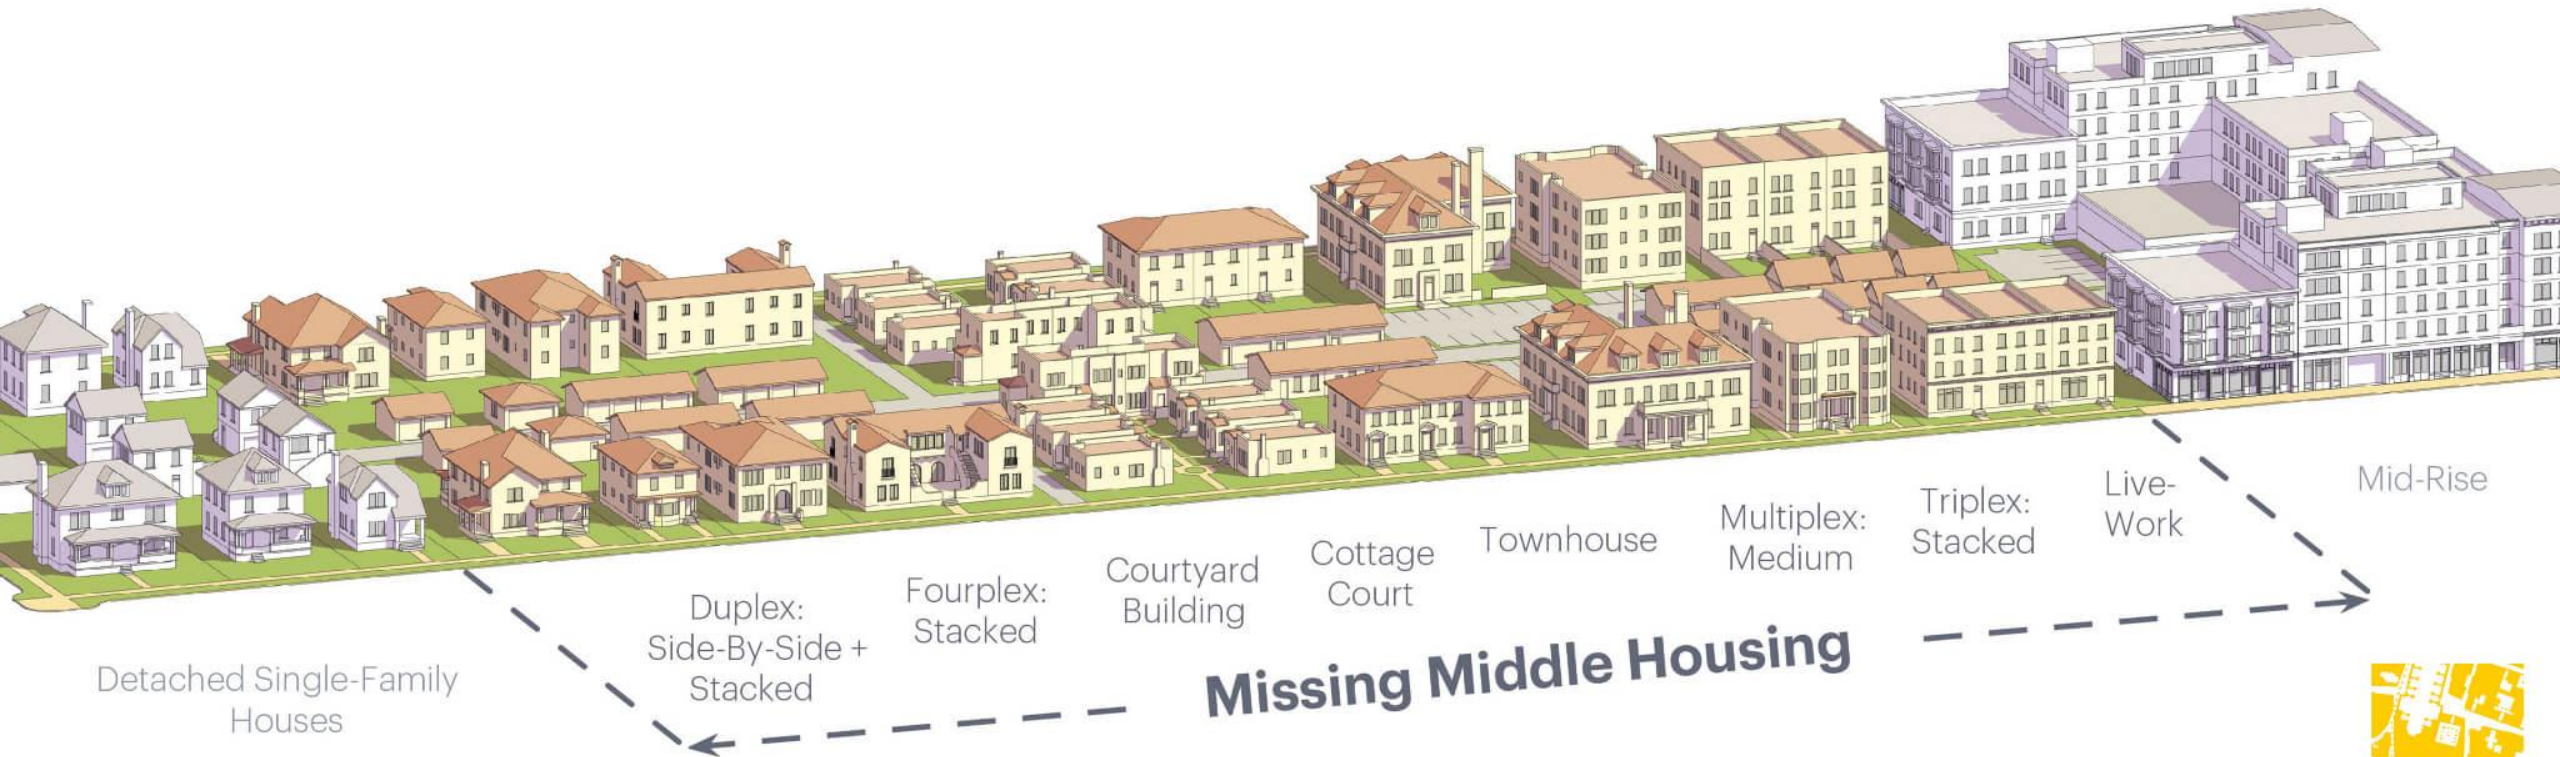 Detached Single-Family
Houses
Duplex:
Side-By-Side +
Stacked
Fourplex:
Stacked
Courtyard
Building
Cottage
Court
Townhouse
Multiplex:
Medium
Triplex:
Stacked
Live-
Work
Mid-Rise
Missing Middle Housing